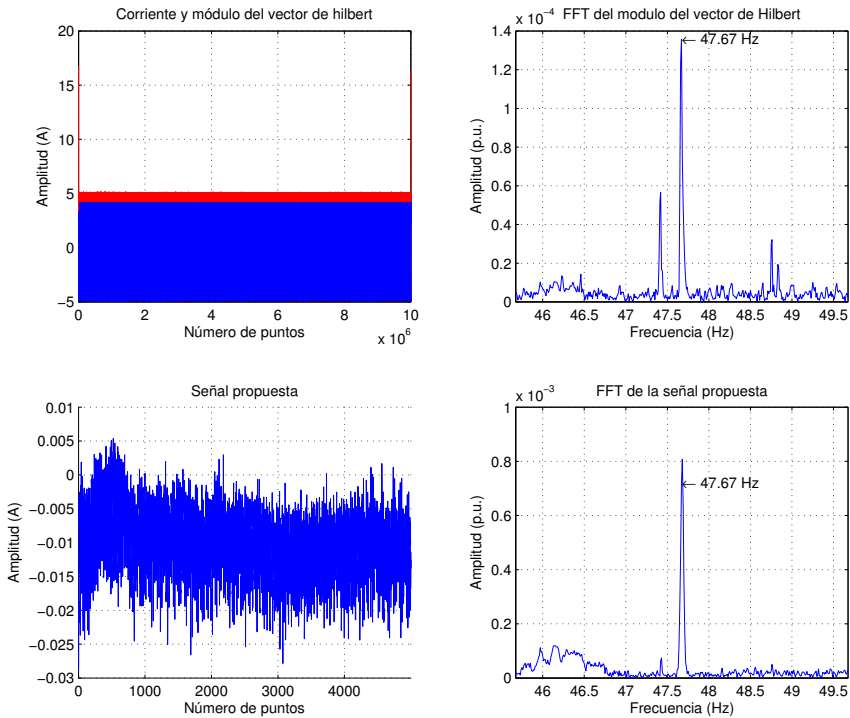 Corriente y módulo del vector de hilbert
20
15
10
5
0
−5
Amplitud (A)
0 2 4 6 8 10
Número de puntos
x 10^6
x 10^−4
FFT del modulo del vector de Hilbert
1.4
1.2
1
0.8
0.6
0.4
0.2
0
Amplitud (p.u.)
← 47.67 Hz
46 46.5 47 47.5 48 48.5 49 49.5
Frecuencia (Hz)
Señal propuesta
0.01
0.005
0
−0.005
−0.01
−0.015
−0.02
−0.025
−0.03
Amplitud (A)
0 1000 2000 3000 4000
Número de puntos
x 10^−3
FFT de la señal propuesta
1
0.8
0.6
0.4
0.2
0
Amplitud (p.u.)
← 47.67 Hz
46 46.5 47 47.5 48 48.5 49 49.5
Frecuencia (Hz)